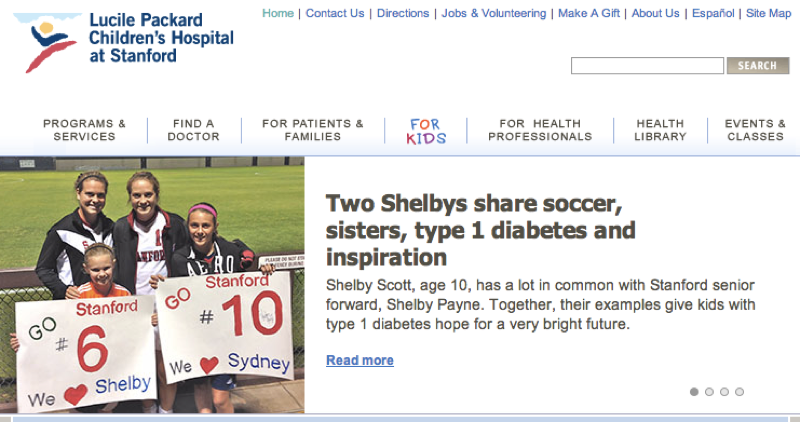 Lucile Packard
Children's Hospital
at Stanford
Home | Contact Us | Directions | Jobs & Volunteering | Make A Gift | About Us | Español | Site Map
SEARCH
PROGRAMS &
SERVICES
FIND A
DOCTOR
FOR PATIENTS &
FAMILIES
FOR
KIDS
FOR HEALTH
PROFESSIONALS
HEALTH
LIBRARY
EVENTS &
CLASSES
AERO
PLEASE DO NOT
GO Stanford
#6
We ❤ Shelby
GO Stanford
#10
We ❤ Sydney
Two Shelbys share soccer,
sisters, type 1 diabetes and
inspiration
Shelby Scott, age 10, has a lot in common with Stanford senior
forward, Shelby Payne. Together, their examples give kids with
type 1 diabetes hope for a very bright future.
Read more